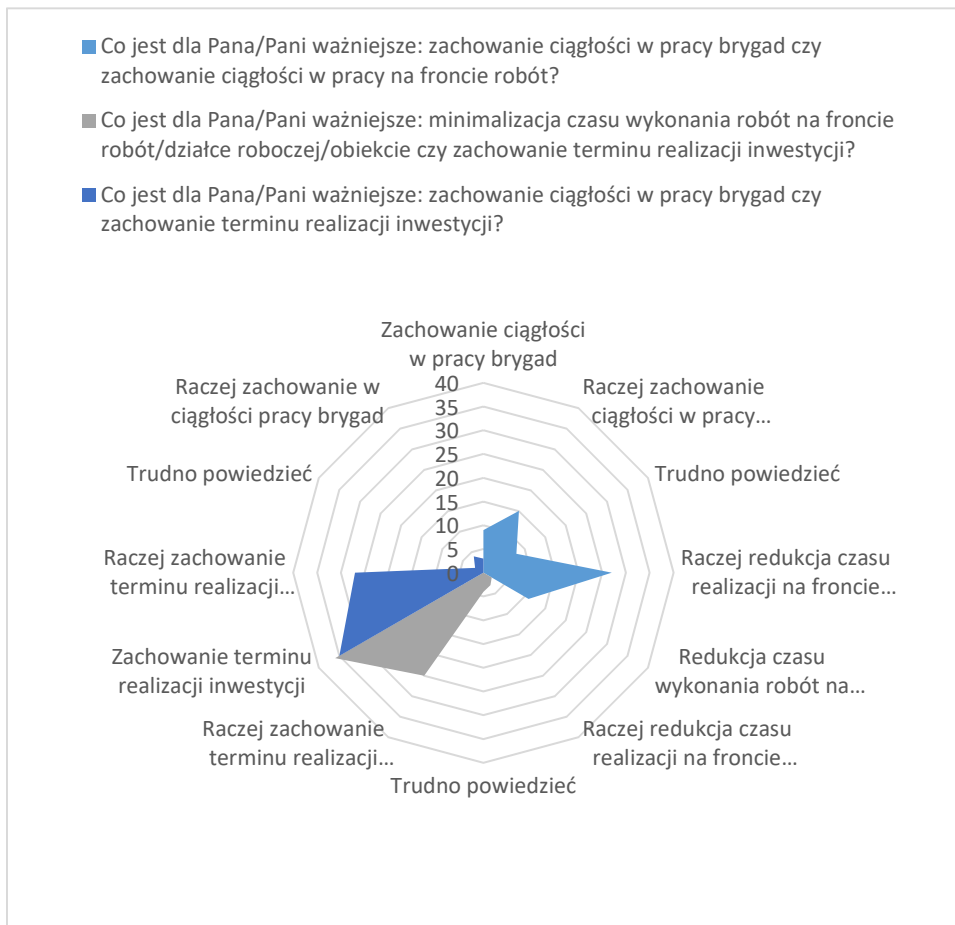 Co jest dla Pana/Pani ważniejsze: zachowanie ciągłości w pracy brygad czy
zachowanie ciągłości w pracy na froncie robót?
Co jest dla Pana/Pani ważniejsze: minimalizacja czasu wykonania robót na froncie
robót/działce roboczej/obiekcie czy zachowanie terminu realizacji inwestycji?
Co jest dla Pana/Pani ważniejsze: zachowanie ciągłości w pracy brygad czy
zachowanie terminu realizacji inwestycji?
Zachowanie ciągłości
w pracy brygad
Raczej zachowanie
ciągłości w pracy...
Trudno powiedzieć
Raczej redukcja czasu
realizacji na froncie...
Redukcja czasu
wykonania robót na...
Raczej redukcja czasu
realizacji na froncie...
Trudno powiedzieć
Raczej zachowanie
terminu realizacji...
Zachowanie terminu
realizacji inwestycji
Raczej zachowanie
terminu realizacji...
Trudno powiedzieć
Raczej zachowanie w
ciągłości pracy brygad
40
35
30
25
20
15
10
5
0